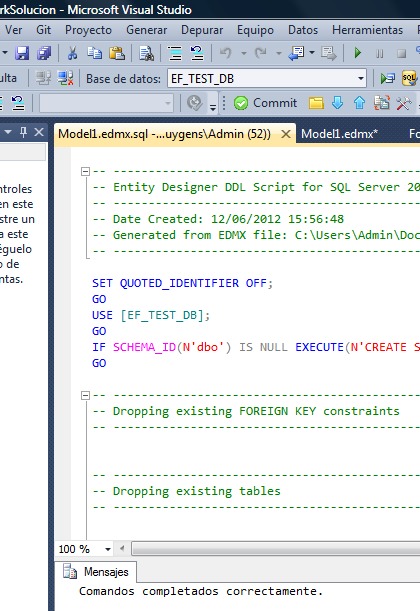 rkSolucion - Microsoft Visual Studio
Ver Git Proyecto Generar Depurar Equipo Datos Herramientas
ulta Base de datos: EF_TEST_DB
Commit
Model1.edmx.sql -...uygens\Admin (52)) Model1.edmx* Fo
ntroles
en este
stre un
a este
éguelo
o de
ntas.
-- --------------------------------------------------
-- Entity Designer DDL Script for SQL Server 20
-- --------------------------------------------------
-- Date Created: 12/06/2012 15:56:48
-- Generated from EDMX file: C:\Users\Admin\Doc
-- --------------------------------------------------
SET QUOTED_IDENTIFIER OFF;
GO
USE [EF_TEST_DB];
GO
IF SCHEMA_ID(N'dbo') IS NULL EXECUTE(N'CREATE S
GO
-- --------------------------------------------------
-- Dropping existing FOREIGN KEY constraints
-- --------------------------------------------------
-- --------------------------------------------------
-- Dropping existing tables
-- --------------------------------------------------
100 %
Mensajes
Comandos completados correctamente.